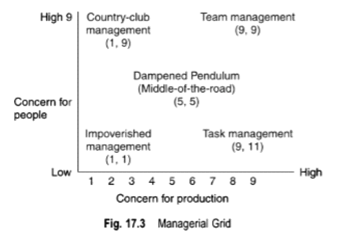 High 9
Country-club
management
(1, 9)
Team management
(9, 9)
Dampened Pendulum
(Middle-of-the-road)
(5, 5)
Concern for
people
Impoverished
management
(1, 1)
Task management
(9, 11)
Low
High
1 2 3 4 5 6 7 8 9
Concern for production
Fig. 17.3 Managerial Grid